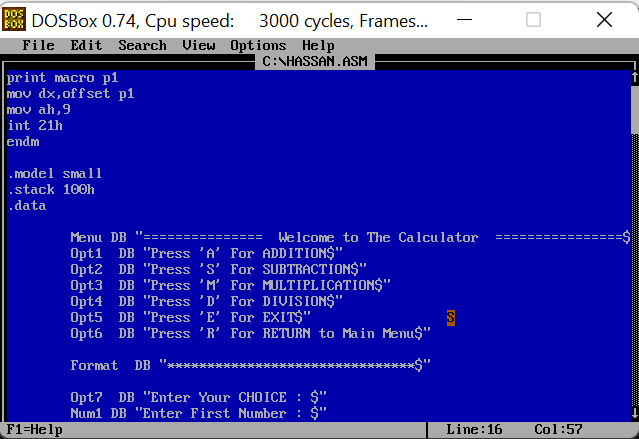 DOS BOX DOSBox 0.74, Cpu speed: 3000 cycles, Frames...
File Edit Search View Options Help
C:\HASSAN.ASM
print macro p1
mov dx,offset p1
mov ah,9
int 21h
endm
.model small
.stack 100h
.data
Menu DB "=============== Welcome to The Calculator ================$
Opt1 DB "Press 'A' For ADDITION$"
Opt2 DB "Press 'S' For SUBTRACTION$"
Opt3 DB "Press 'M' For MULTIPLICATION$"
Opt4 DB "Press 'D' For DIVISION$"
Opt5 DB "Press 'E' For EXIT$" S
Opt6 DB "Press 'R' For RETURN to Main Menu$"
Format DB "*******************************$"
Opt7 DB "Enter Your CHOICE : $"
Num1 DB "Enter First Number : $"
F1=Help Line:16 Col:57